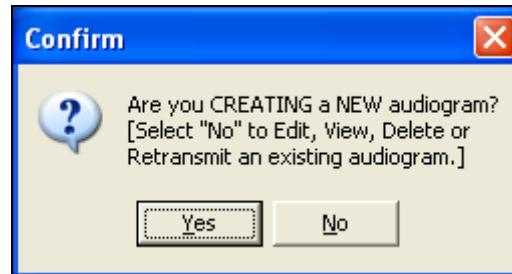 Confirm
Are you CREATING a NEW audiogram?
[Select "No" to Edit, View, Delete or
Retransmit an existing audiogram.]
Yes No